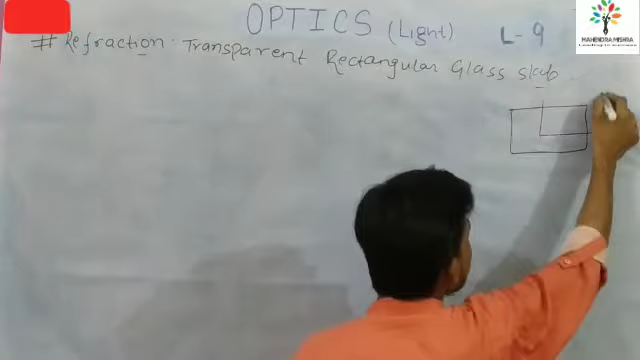 OPTICS (Light) L-9
# Refraction. Transparent Rectangular Glass slab
MAHENDRA MISHRA